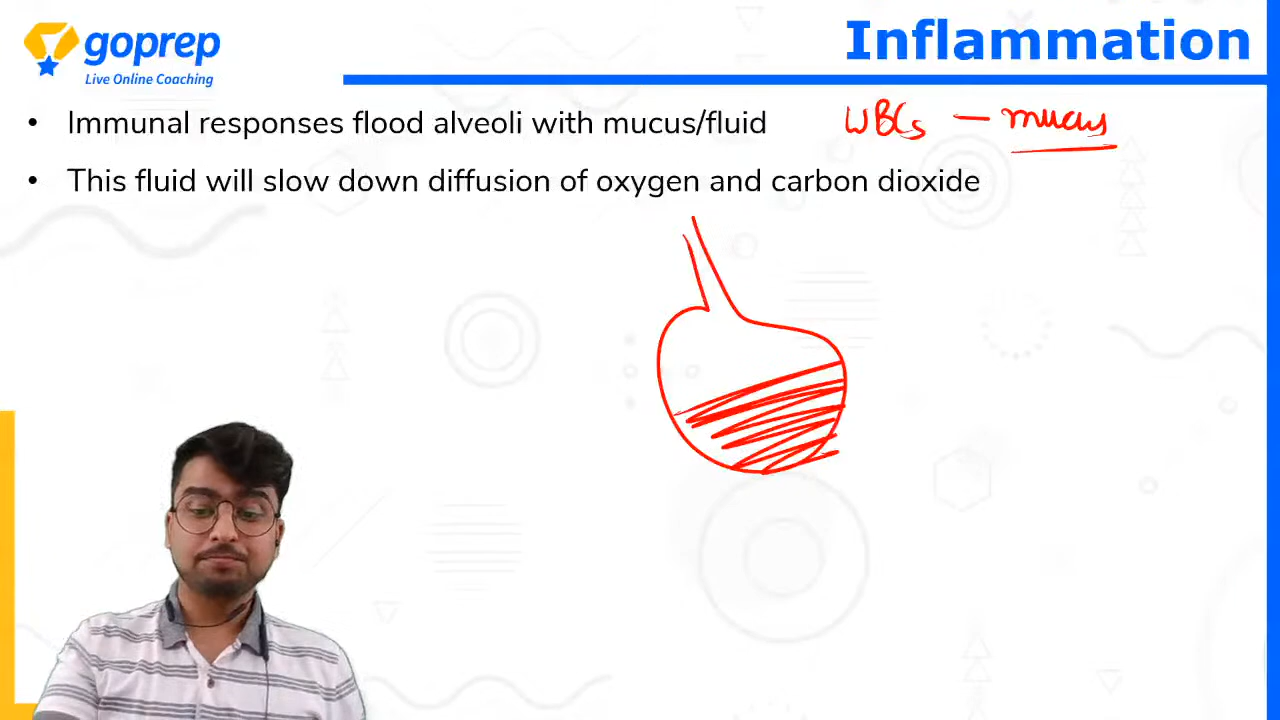 goprep
Live Online Coaching
Inflammation
• Immunal responses flood alveoli with mucus/fluid
WBCs — mucus
• This fluid will slow down diffusion of oxygen and carbon dioxide